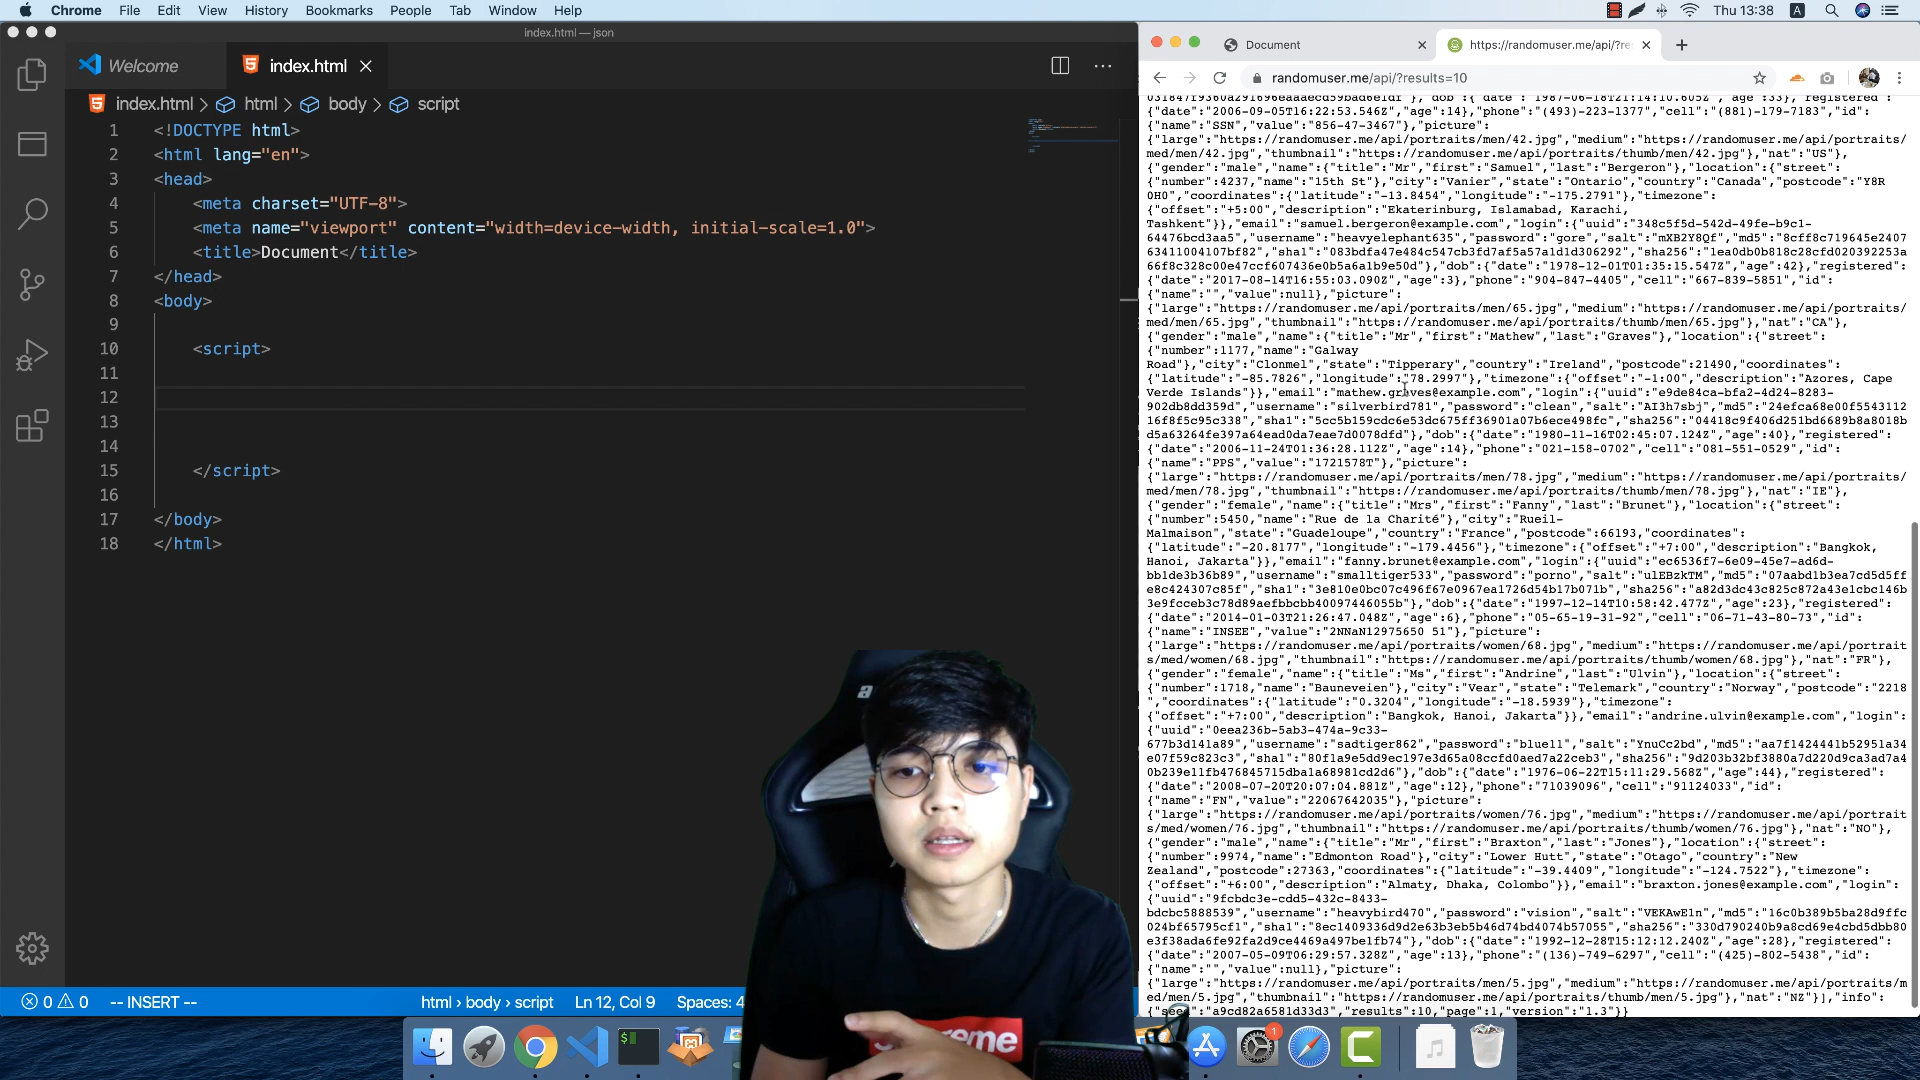 Chrome File Edit View History Bookmarks People Tab Window Help Thu 13:38 A
index.html — json
Welcome index.html
index.html > html > body > script
1 <!DOCTYPE html>
2 <html lang="en">
3 <head>
4 <meta charset="UTF-8">
5 <meta name="viewport" content="width=device-width, initial-scale=1.0">
6 <title>Document</title>
7 </head>
8 <body>
9
10 <script>
11
12
13
14
15 </script>
16
17 </body>
18 </html>
0 0 -- INSERT -- html › body › script Ln 12, Col 9 Spaces: 4
Document https://randomuser.me/api/?re
randomuser.me/api/?results=10
{"date":"2006-09-05T16:22:53.546Z","age":14},"phone":"(493)-223-1377","cell":"(881)-179-7183","id":
{"name":"SSN","value":"856-47-3467"},"picture":
{"large":"https://randomuser.me/api/portraits/men/42.jpg","medium":"https://randomuser.me/api/portraits/
med/men/42.jpg","thumbnail":"https://randomuser.me/api/portraits/thumb/men/42.jpg"},"nat":"US"},
{"gender":"male","name":{"title":"Mr","first":"Samuel","last":"Bergeron"},"location":{"street":
{"number":4237,"name":"15th St"},"city":"Vanier","state":"Ontario","country":"Canada","postcode":"Y8R
0H0","coordinates":{"latitude":"-13.8454","longitude":"-175.2791"},"timezone":
{"offset":"+5:00","description":"Ekaterinburg, Islamabad, Karachi,
Tashkent"}},"email":"samuel.bergeron@example.com","login":{"uuid":"348c5f5d-542d-49fe-b9c1-
64476bcd3aa5","username":"heavyelephant635","password":"gore","salt":"mXB2Y8Qf","md5":"8cff8c719645e2407
63411004107bf82","sha1":"083bdfa47e484c547cb3fd7af5a57a1d1d306292","sha256":"1ea0db0b818c28cfd020392253a
66f8c328c00e47ccf607436e0b5a6a1b9e50d"},"dob":{"date":"1978-12-01T01:35:15.547Z","age":42},"registered":
{"date":"2017-08-14T16:55:03.090Z","age":3},"phone":"904-847-4405","cell":"667-839-5851","id":
{"name":"","value":null},"picture":
{"large":"https://randomuser.me/api/portraits/men/65.jpg","medium":"https://randomuser.me/api/portraits/
med/men/65.jpg","thumbnail":"https://randomuser.me/api/portraits/thumb/men/65.jpg"},"nat":"CA"},
{"gender":"male","name":{"title":"Mr","first":"Mathew","last":"Graves"},"location":{"street":
{"number":1177,"name":"Galway
Road"},"city":"Clonmel","state":"Tipperary","country":"Ireland","postcode":21490,"coordinates":
{"latitude":"-85.7826","longitude":"78.2997"},"timezone":{"offset":"-1:00","description":"Azores, Cape
Verde Islands"}},"email":"mathew.graves@example.com","login":{"uuid":"e9de84ca-bfa2-4d24-8283-
902db8dd359d","username":"silverbird781","password":"clean","salt":"AI3h7sbj","md5":"24efca68e00f5543112
16f8f5c95c338","sha1":"5cc5b159cdc6e53dc675ff36901a07b6ece498fc","sha256":"04418c9f406d251bd6689b8a8018b
d5a63264fe397a64ead0da7eae7d0078dfd"},"dob":{"date":"1980-11-16T02:45:07.124Z","age":40},"registered":
{"date":"2006-11-24T01:36:28.112Z","age":14},"phone":"021-158-0702","cell":"081-551-0529","id":
{"name":"PPS","value":"1721578T"},"picture":
{"large":"https://randomuser.me/api/portraits/men/78.jpg","medium":"https://randomuser.me/api/portraits/
med/men/78.jpg","thumbnail":"https://randomuser.me/api/portraits/thumb/men/78.jpg"},"nat":"IE"},
{"gender":"female","name":{"title":"Mrs","first":"Fanny","last":"Brunet"},"location":{"street":
{"number":5450,"name":"Rue de la Charité"},"city":"Rueil-
Malmaison","state":"Guadeloupe","country":"France","postcode":66193,"coordinates":
{"latitude":"-20.8177","longitude":"-179.4456"},"timezone":{"offset":"+7:00","description":"Bangkok,
Hanoi, Jakarta"}},"email":"fanny.brunet@example.com","login":{"uuid":"ec6536f7-6e09-45e7-ad6d-
bb1de3b36b89","username":"smalltiger533","password":"porno","salt":"ulEBzkTM","md5":"07aabd1b3ea7cd5d5ff
e8c424307c85f","sha1":"3e810e0bc07c496f67e0967ea1726d54b17b071b","sha256":"a82d3dc43c825c872a43e1cbc146b
3e9fcceb3c78d89aefbbcbb40097446055b"},"dob":{"date":"1997-12-14T10:58:42.477Z","age":23},"registered":
{"date":"2014-01-03T21:26:47.048Z","age":6},"phone":"05-65-19-31-92","cell":"06-71-43-80-73","id":
{"name":"INSEE","value":"2NNaN12975650 51"},"picture":
{"large":"https://randomuser.me/api/portraits/women/68.jpg","medium":"https://randomuser.me/api/portrait
s/med/women/68.jpg","thumbnail":"https://randomuser.me/api/portraits/thumb/women/68.jpg"},"nat":"FR"},
{"gender":"female","name":{"title":"Ms","first":"Andrine","last":"Ulvin"},"location":{"street":
{"number":1718,"name":"Bauneveien"},"city":"Vear","state":"Telemark","country":"Norway","postcode":"2218
","coordinates":{"latitude":"0.3204","longitude":"-18.5939"},"timezone":
{"offset":"+7:00","description":"Bangkok, Hanoi, Jakarta"}},"email":"andrine.ulvin@example.com","login":
{"uuid":"0eea236b-5ab3-474a-9c33-
677b3d141a89","username":"sadtiger862","password":"blue11","salt":"YnuCc2bd","md5":"aa7f1424441b52951a34
e07f59c823c3","sha1":"80f1a9e5dd9ec197e3d65a08ccfd0aed7a22ceb3","sha256":"9d203b32bf3880a7d220d9ca3ad7a4
0b239e11fb476845715dba1a68981cd2d6"},"dob":{"date":"1976-06-22T15:11:29.568Z","age":44},"registered":
{"date":"2008-07-20T20:07:04.881Z","age":12},"phone":"71039096","cell":"91124033","id":
{"name":"FN","value":"22067642035"},"picture":
{"large":"https://randomuser.me/api/portraits/women/76.jpg","medium":"https://randomuser.me/api/portrait
s/med/women/76.jpg","thumbnail":"https://randomuser.me/api/portraits/thumb/women/76.jpg"},"nat":"NO"},
{"gender":"male","name":{"title":"Mr","first":"Braxton","last":"Jones"},"location":{"street":
{"number":9974,"name":"Edmonton Road"},"city":"Lower Hutt","state":"Otago","country":"New
Zealand","postcode":27363,"coordinates":{"latitude":"-39.4409","longitude":"-124.7522"},"timezone":
{"offset":"+6:00","description":"Almaty, Dhaka, Colombo"}},"email":"braxton.jones@example.com","login":
{"uuid":"9fcbdc3e-cdd5-432c-8433-
bdcbc5888539","username":"heavybird470","password":"vision","salt":"VEKAwE1n","md5":"16c0b389b5ba28d9ffc
024bf65795cf1","sha1":"8ec1409336d9d2e63b3eb5b46d74bd4074b57055","sha256":"330d790240b9a8cd69e4cbd5dbb80
e3f38ada6fe92fa2d9ce4469a497be1fb74"},"dob":{"date":"1992-12-28T15:12:12.240Z","age":28},"registered":
{"date":"2007-05-09T06:29:57.328Z","age":13},"phone":"(136)-749-6297","cell":"(425)-802-5438","id":
{"name":"","value":null},"picture":
{"large":"https://randomuser.me/api/portraits/men/5.jpg","medium":"https://randomuser.me/api/portraits/m
ed/men/5.jpg","thumbnail":"https://randomuser.me/api/portraits/thumb/men/5.jpg"},"nat":"NZ"}],"info":
{"seed":"a9cd82a6581d33d3","results":10,"page":1,"version":"1.3"}}
1